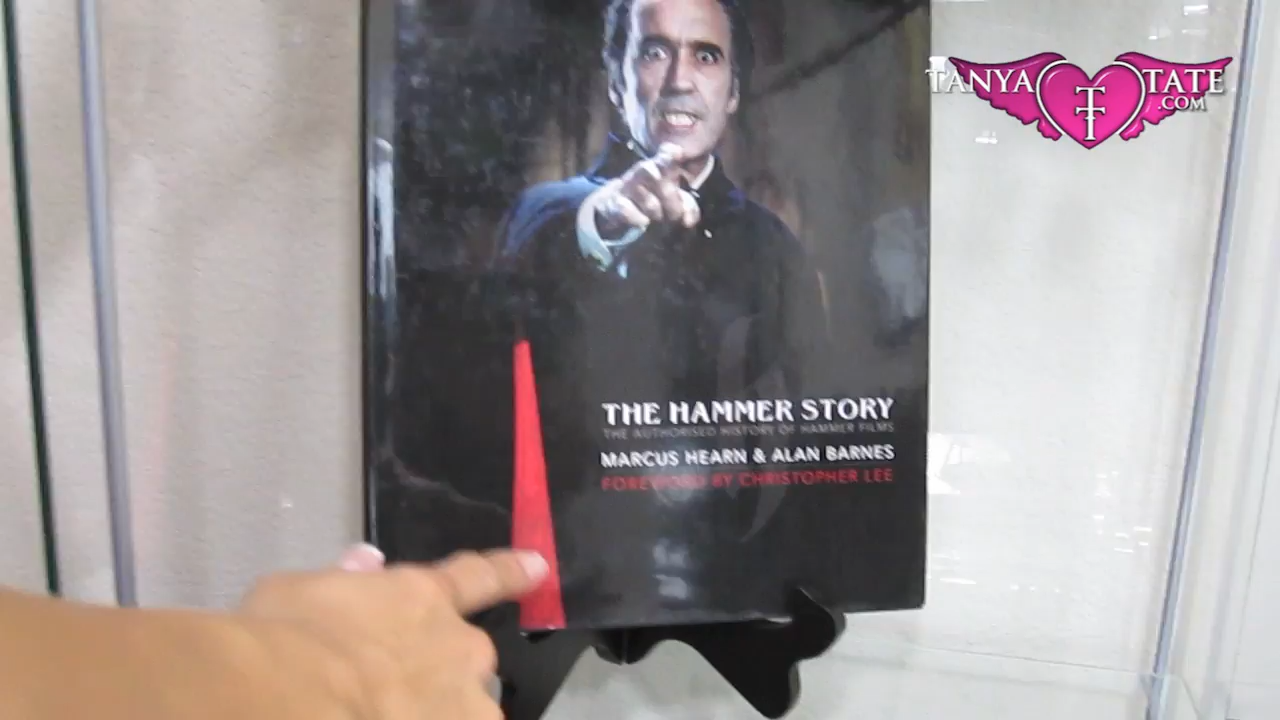 TANYA TATE
.COM
THE HAMMER STORY
THE AUTHORISED HISTORY OF HAMMER FILMS
MARCUS HEARN & ALAN BARNES
FOREWORD BY CHRISTOPHER LEE